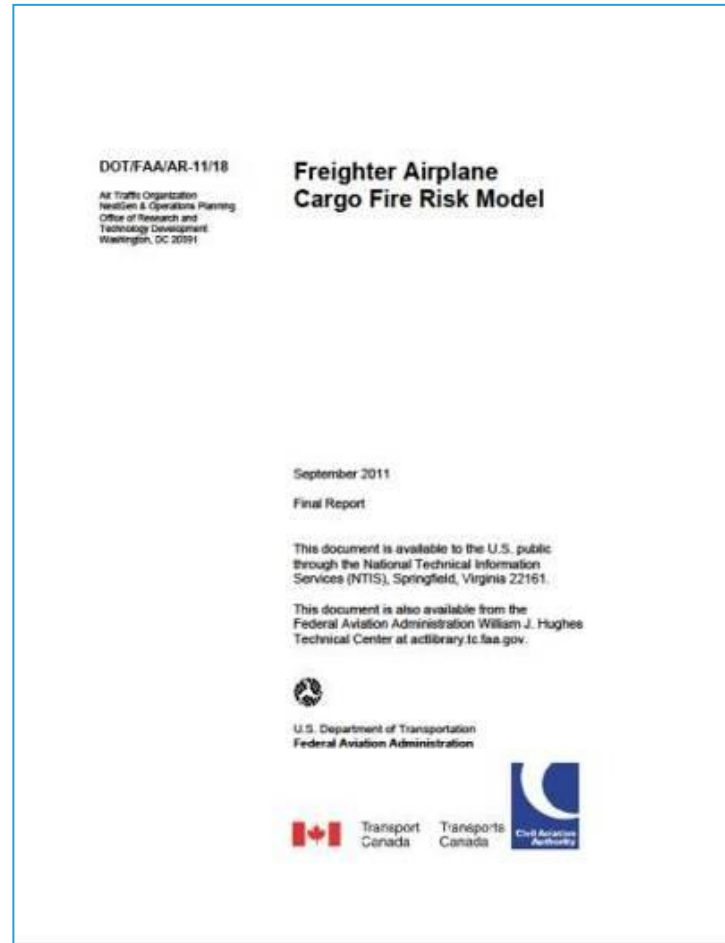 DOT/FAA/AR-11/18
Air Traffic Organization
NextGen & Operations Planning
Office of Research and
Technology Development
Washington, DC 20591
Freighter Airplane
Cargo Fire Risk Model
September 2011
Final Report
This document is available to the U.S. public
through the National Technical Information
Services (NTIS), Springfield, Virginia 22161.
This document is also available from the
Federal Aviation Administration William J. Hughes
Technical Center at actlibrary.tc.faa.gov.
U.S. Department of Transportation
Federal Aviation Administration
Transport Transports
Canada Canada
Civil Aviation
Authority